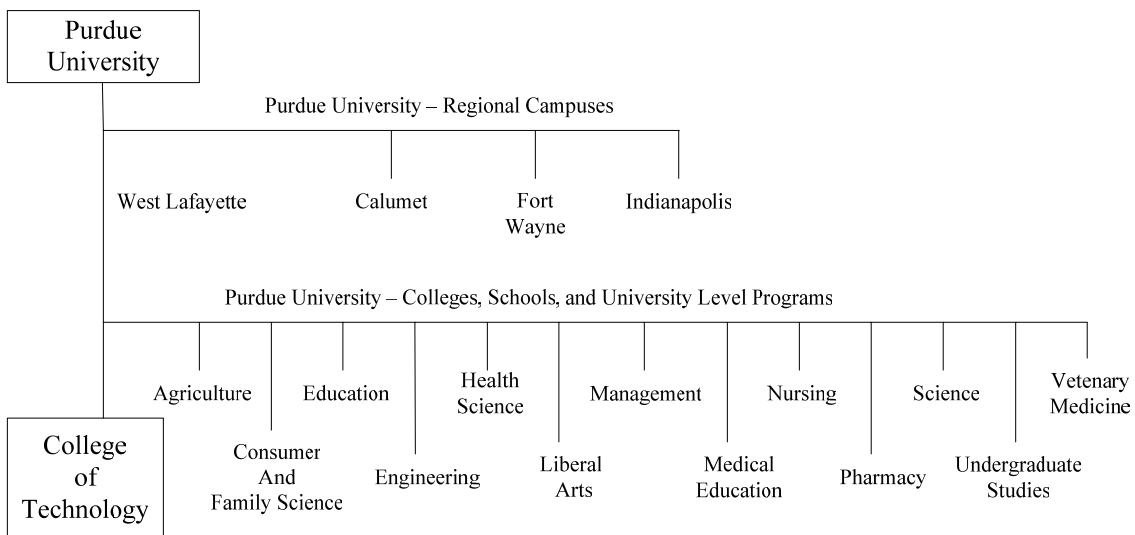 Purdue
University
Purdue University – Regional Campuses
West Lafayette
Calumet
Fort
Wayne
Indianapolis
Purdue University – Colleges, Schools, and University Level Programs
Agriculture
Consumer
And
Family Science
Education
Engineering
Health
Science
Liberal
Arts
Management
Medical
Education
Nursing
Pharmacy
Science
Undergraduate
Studies
Vetenary
Medicine
College
of
Technology